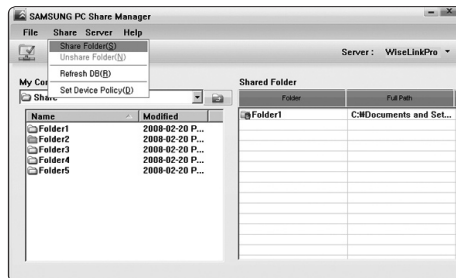 SAMSUNG PC Share Manager
File Share Server Help
Share Folder(S)
Unshare Folder(N)
Refresh DB(R)
Set Device Policy(D)
Server : WiseLinkPro
My Co
Share
Name Modified
Folder1 2008-02-20 P...
Folder2 2008-02-20 P...
Folder3 2008-02-20 P...
Folder4 2008-02-20 P...
Folder5 2008-02-20 P...
Shared Folder
Folder Full Path
Folder1 C:₩Documents and Set...